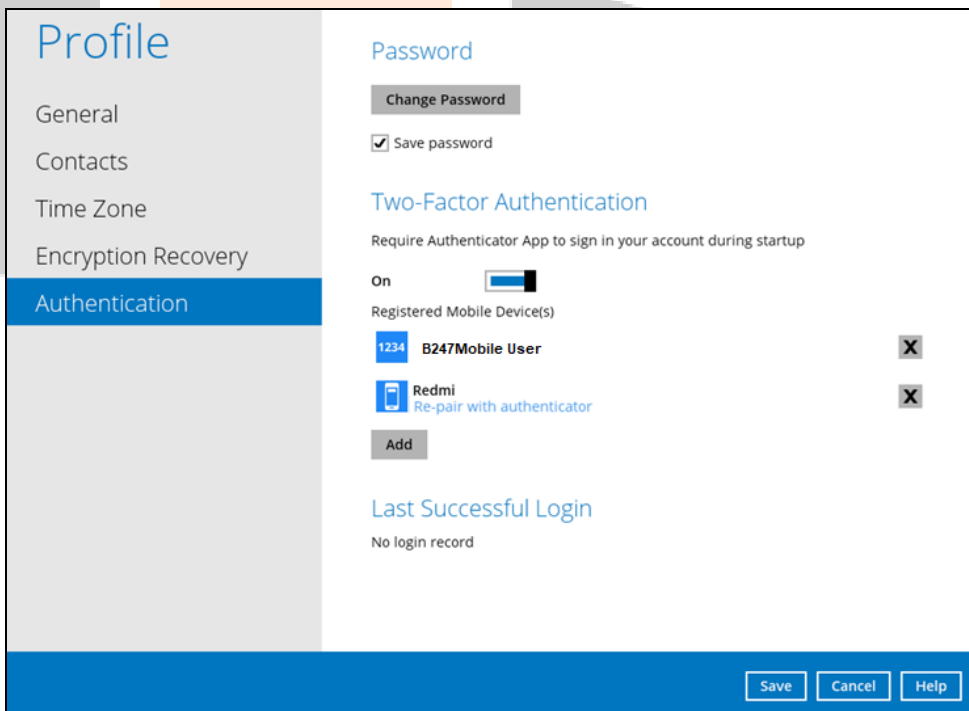 Profile
General
Contacts
Time Zone
Encryption Recovery
Authentication
Password
Change Password
Save password
Two-Factor Authentication
Require Authenticator App to sign in your account during startup
On
Registered Mobile Device(s)
1234 B247Mobile User X
Redmi X
Re-pair with authenticator
Add
Last Successful Login
No login record
Save Cancel Help